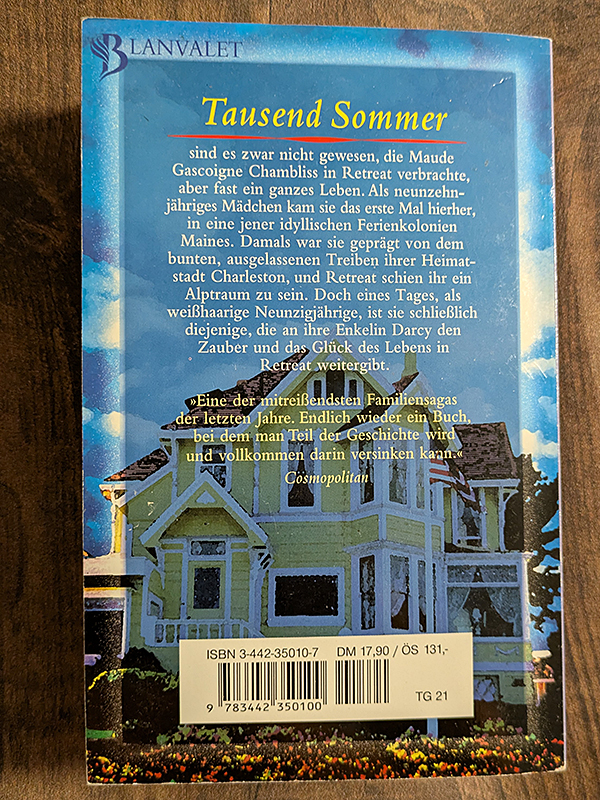 BLANVALET
Tausend Sommer
sind es zwar nicht gewesen, die Maude
Gascoigne Chambliss in Retreat verbrachte,
aber fast ein ganzes Leben. Als neunzehn-
jähriges Mädchen kam sie das erste Mal hierher,
in eine jener idyllischen Ferienkolonien
Maines. Damals war sie geprägt von dem
bunten, ausgelassenen Treiben ihrer Heimat-
stadt Charleston, und Retreat schien ihr ein
Alptraum zu sein. Doch eines Tages, als
weißhaarige Neunzigjährige, ist sie schließlich
diejenige, die an ihre Enkelin Darcy den
Zauber und das Glück des Lebens in
Retreat weitergibt.
»Eine der mitreißendsten Familiensagas
der letzten Jahre. Endlich wieder ein Buch,
bei dem man Teil der Geschichte wird
und vollkommen darin versinken kann.«
Cosmopolitan
ISBN 3-442-35010-7 DM 17,90 / ÖS 131,-
9 783442 350100
TG 21